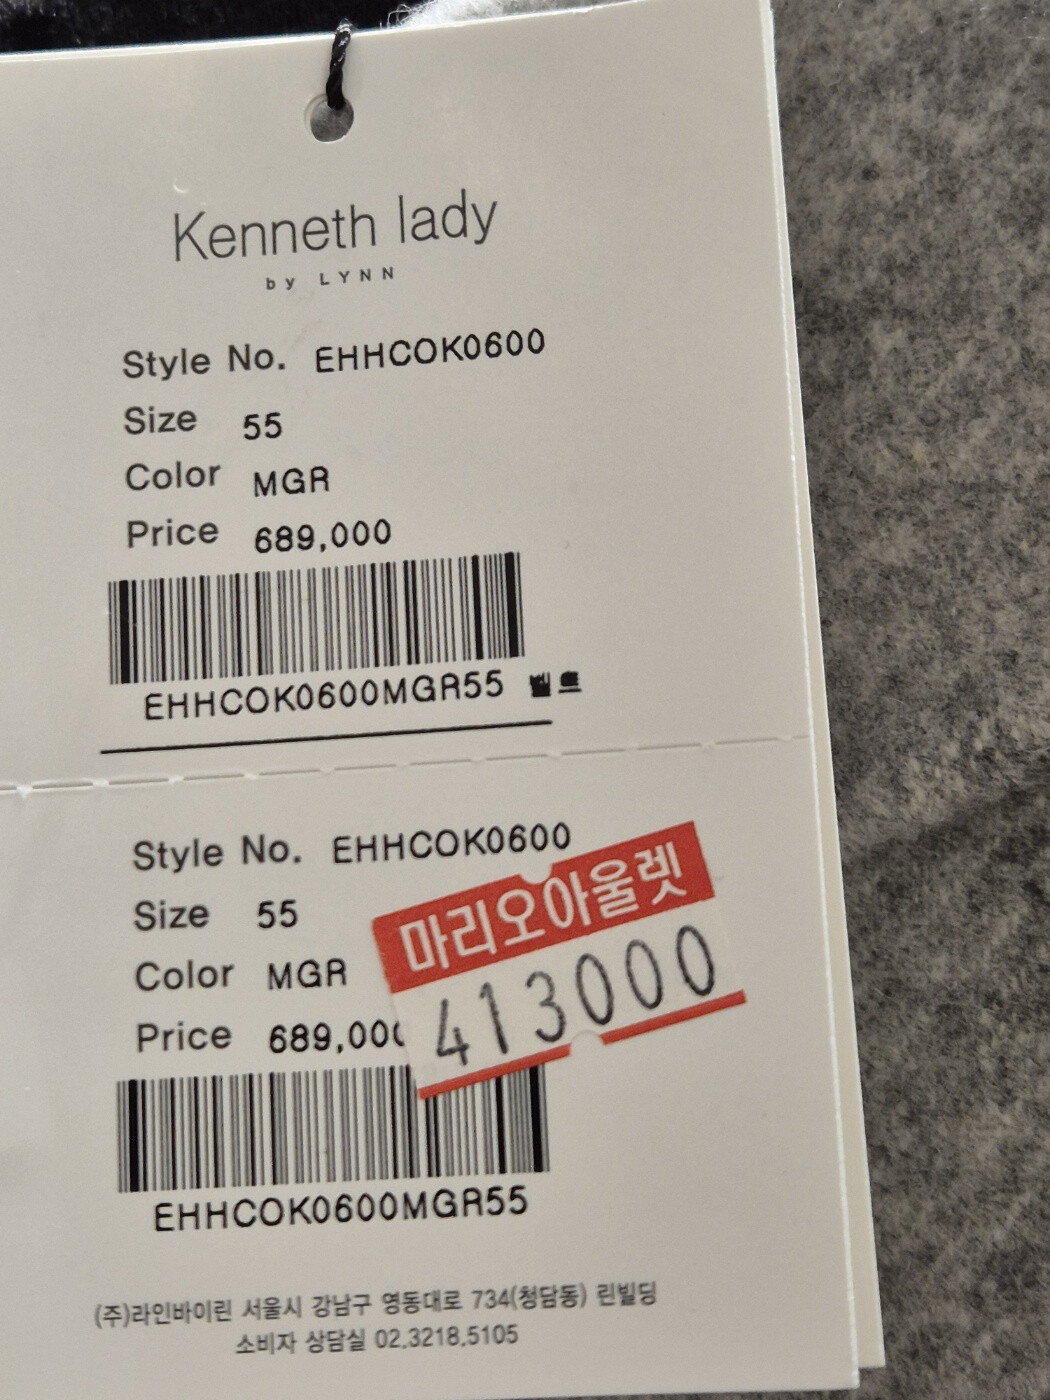 Kenneth lady
by LYNN
Style No. EHHCOK0600
Size 55
Color MGR
Price 689,000
EHHCOK0600MGR55 벨트
Style No. EHHCOK0600
Size 55
Color MGR
Price 689,000
마리오아울렛
413000
EHHCOK0600MGR55
(주)라인바이린 서울시 강남구 영동대로 734(청담동) 린빌딩
소비자 상담실 02.3218.5105